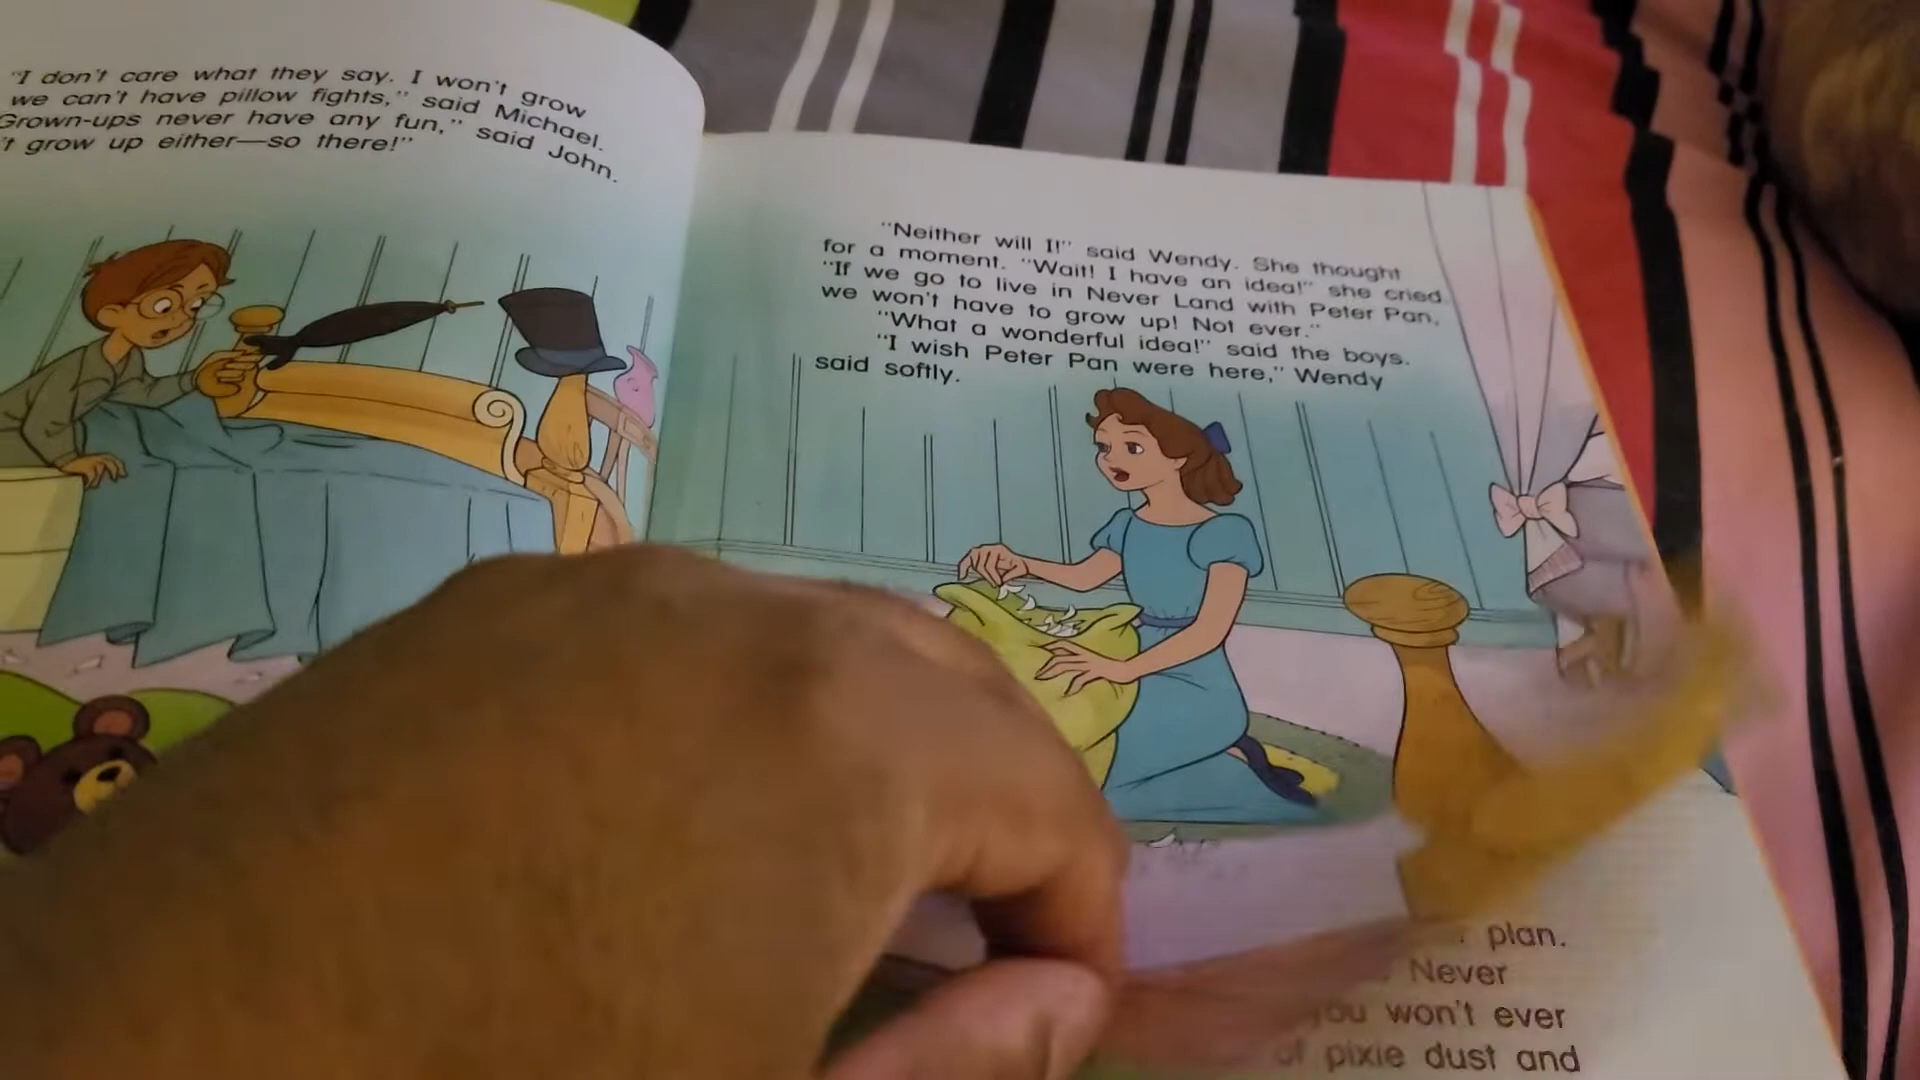 "I don't care what they say. I won't grow
we can't have pillow fights," said Michael.
Grown-ups never have any fun," said John.
't grow up either—so there!"
"Neither will I!" said Wendy. She thought
for a moment. "Wait! I have an idea!" she cried.
"If we go to live in Never Land with Peter Pan,
we won't have to grow up! Not ever."
"What a wonderful idea!" said the boys.
"I wish Peter Pan were here," Wendy
said softly.
plan.
Never
you won't ever
of pixie dust and